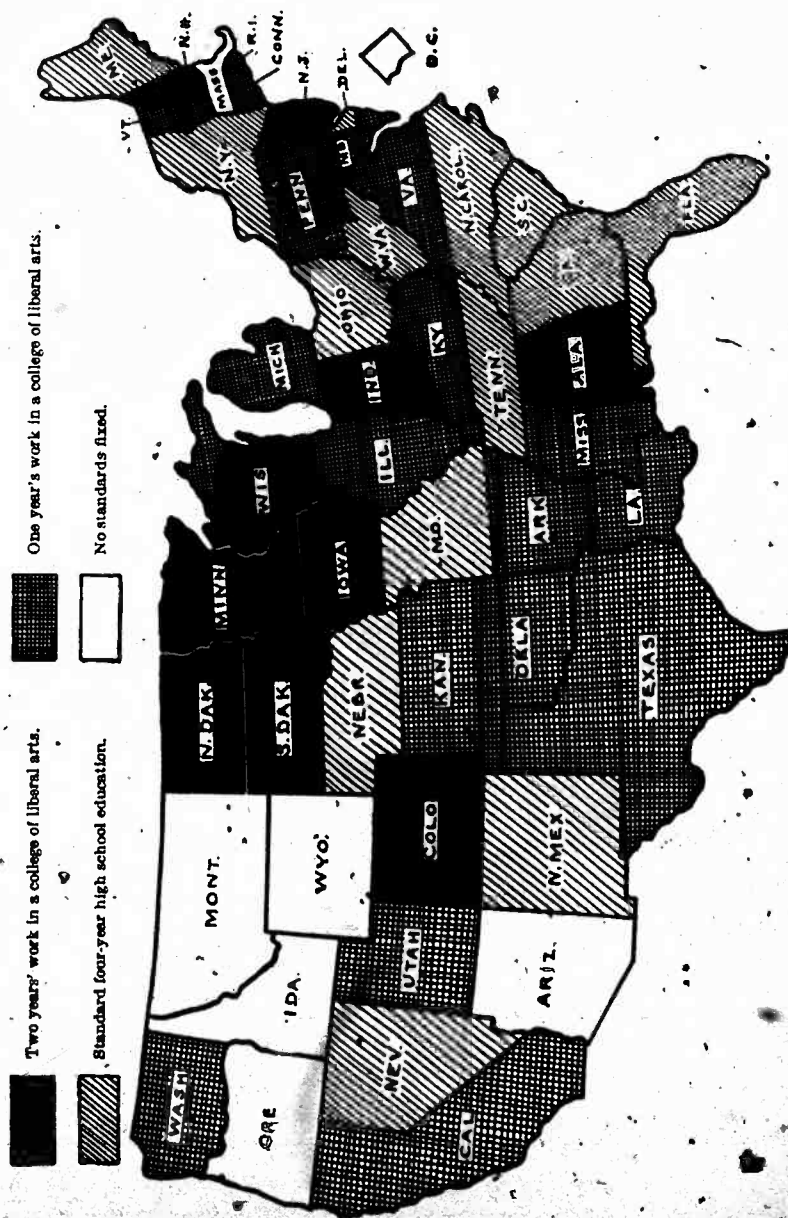 Two years' work in a college of liberal arts.
One year's work in a college of liberal arts.
Standard four-year high school education.
No standards fixed.
WASH
ORE
CAL
NEV.
IDA.
MONT.
WYO.
UTAH
ARIZ.
COLO
N.MEX
N.DAK
S.DAK
NEBR.
KAN
OKLA
TEXAS
MINN
IOWA
MO.
ARK
LA.
WIS
ILL.
MICH
IND.
OHIO
KY
TENN.
MISS
ALA
FLA.
S.C.
N.CAROL.
VA.
W.VA.
PENN
N.Y.
VT.
N.H.
ME.
MASS
R.I.
CONN.
N.J.
DEL.
D.C.